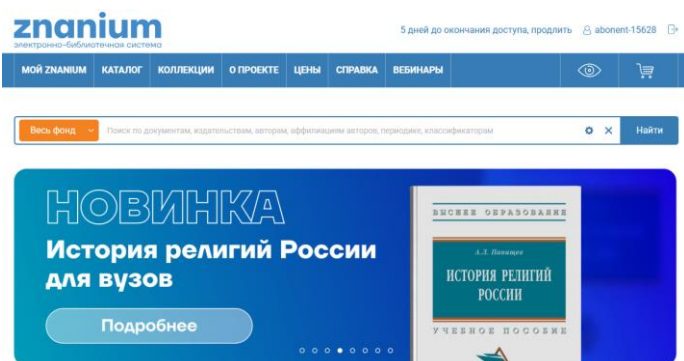 znanium
электронно-библиотечная система
5 дней до окончания доступа, продлить abonent-15628
МОЙ ZNANIUM КАТАЛОГ КОЛЛЕКЦИИ О ПРОЕКТЕ ЦЕНЫ СПРАВКА ВЕБИНАРЫ
Весь фонд Поиск по документам, издательствам, авторам, аффилиациям авторов, периодике, классификаторам Найти
НОВИНКА
История религий России
для вузов
Подробнее
ВЫСШЕЕ ОБРАЗОВАНИЕ
А.Л. Панищев
ИСТОРИЯ РЕЛИГИЙ
РОССИИ
УЧЕБНОЕ ПОСОБИЕ